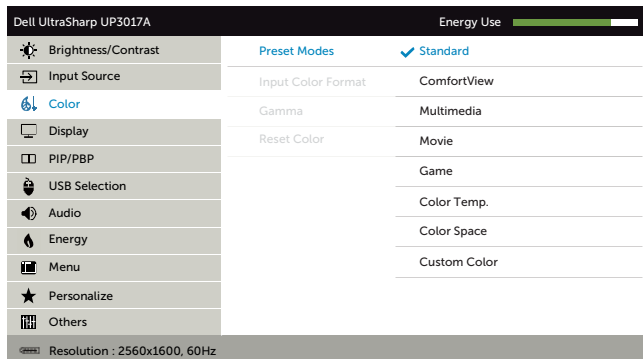 Dell UltraSharp UP3017A
Energy Use
Brightness/Contrast
Input Source
Color
Display
PIP/PBP
USB Selection
Audio
Energy
Menu
Personalize
Others
Preset Modes
Input Color Format
Gamma
Reset Color
Standard
ComfortView
Multimedia
Movie
Game
Color Temp.
Color Space
Custom Color
Resolution : 2560x1600, 60Hz